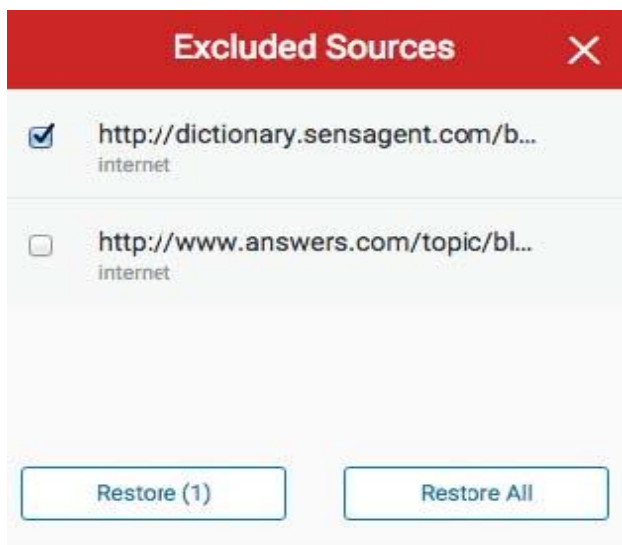 Excluded Sources
http://dictionary.sensagent.com/b...
internet
http://www.answers.com/topic/bl...
internet
Restore (1)
Restore All